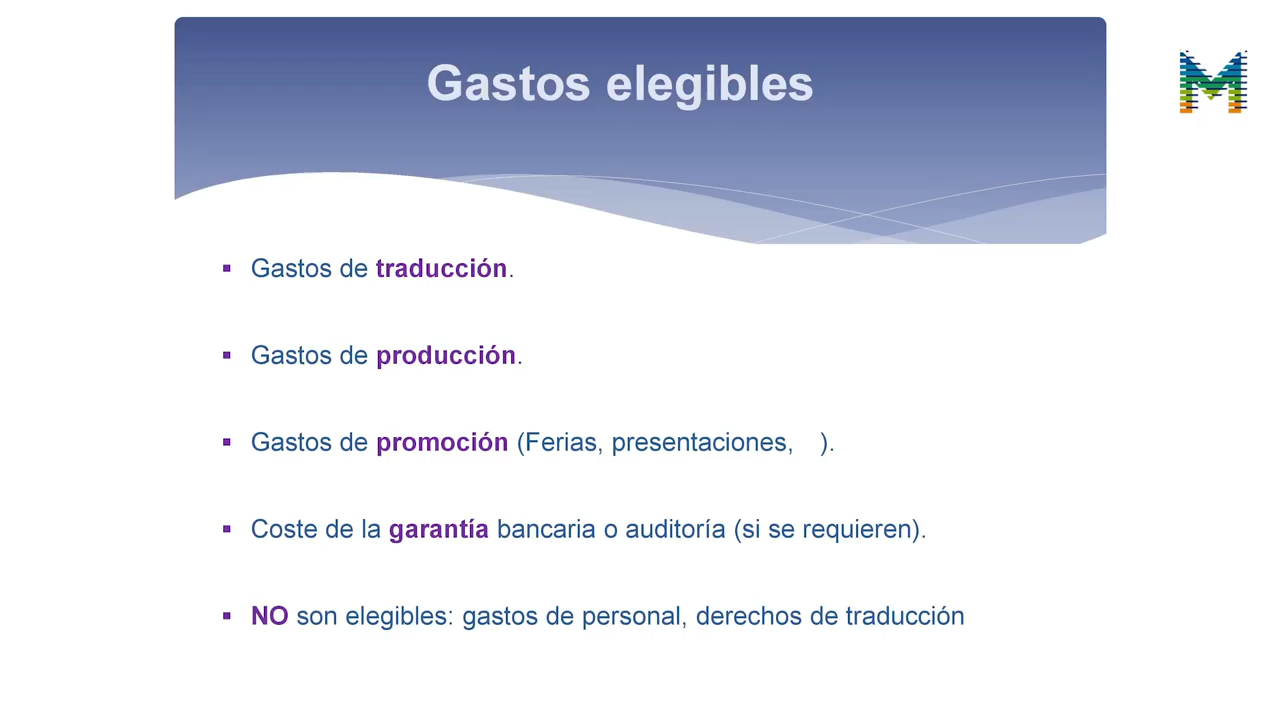 Gastos elegibles
▪ Gastos de traducción.
▪ Gastos de producción.
▪ Gastos de promoción (Ferias, presentaciones, ).
▪ Coste de la garantía bancaria o auditoría (si se requieren).
▪ NO son elegibles: gastos de personal, derechos de traducción
M